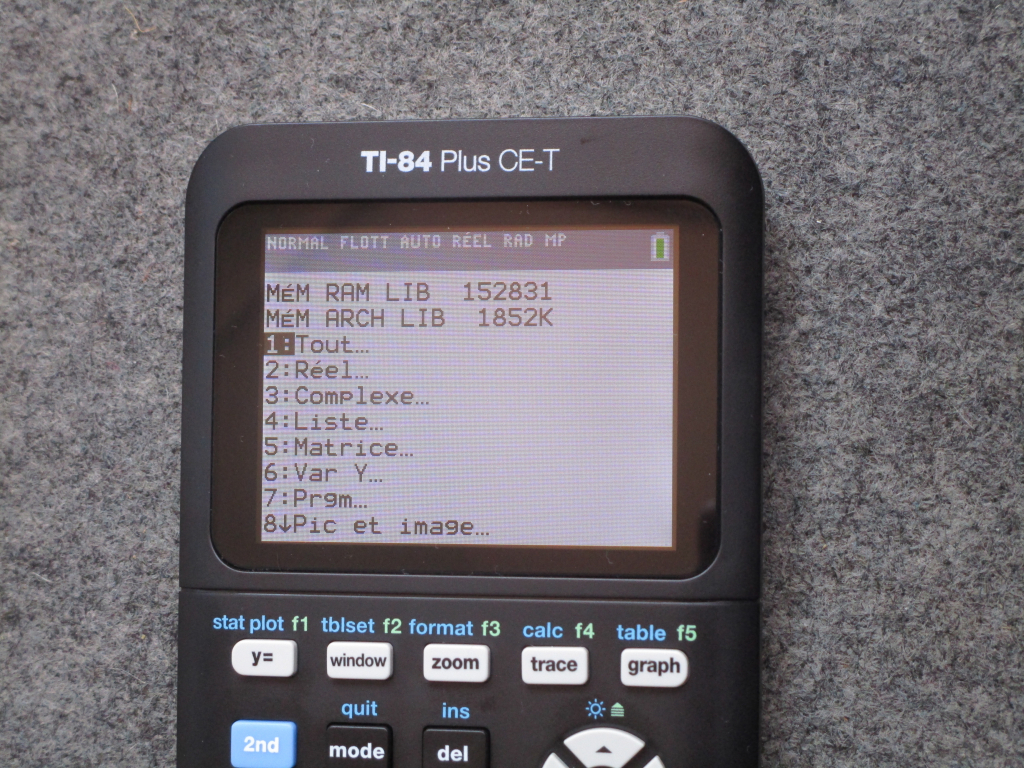 TI-84 Plus CE-T
NORMAL FLOTT AUTO RÉEL RAD MP
MéM RAM LIB 152831
MéM ARCH LIB 1852K
1:Tout…
2:Réel…
3:Complexe…
4:Liste…
5:Matrice…
6:Var Y…
7:Prgm…
8↓Pic et image…
stat plot f1 tblset f2 format f3 calc f4 table f5
y= window zoom trace graph
quit ins
2nd mode del